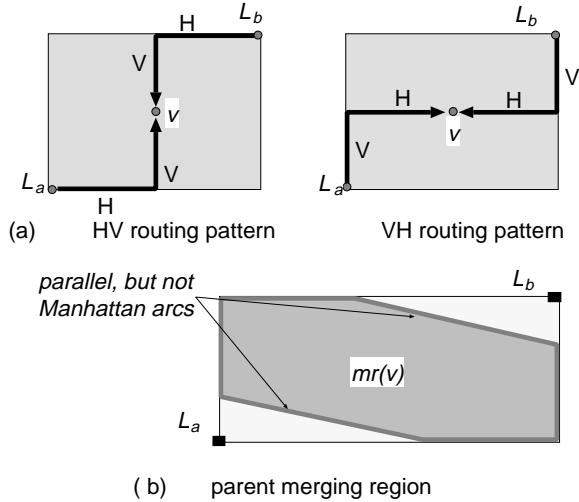 H L_b
V
v
V
L_a
H
L_b
V
H H
v
V
L_a
(a) HV routing pattern VH routing pattern
parallel, but not
Manhattan arcs
L_b
mr(v)
L_a
( b) parent merging region